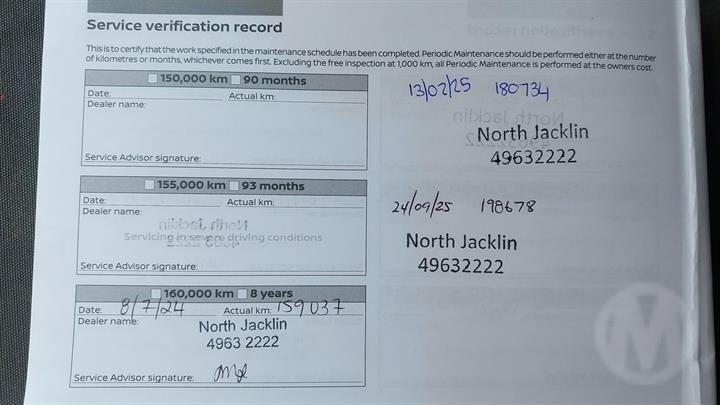 Service verification record
This is to certify that the work specified in the maintenance schedule has been completed. Periodic Maintenance should be performed either at the number
of kilometres or months, whichever comes first. Excluding the free inspection at 1,000 km, all Periodic Maintenance is performed at the owners cost.
150,000 km 90 months
Date: Actual km:
Dealer name:
Service Advisor signature:
13/02/25 180734
North Jacklin
49632222
155,000 km 93 months
Date: Actual km:
Dealer name:
North Jacklin
Servicing in severe driving conditions
Service Advisor signature:
24/09/25 198678
North Jacklin
49632222
160,000 km 8 years
Date: 8/7/24 Actual km: 159037
Dealer name:
North Jacklin
4963 2222
Service Advisor signature:
M